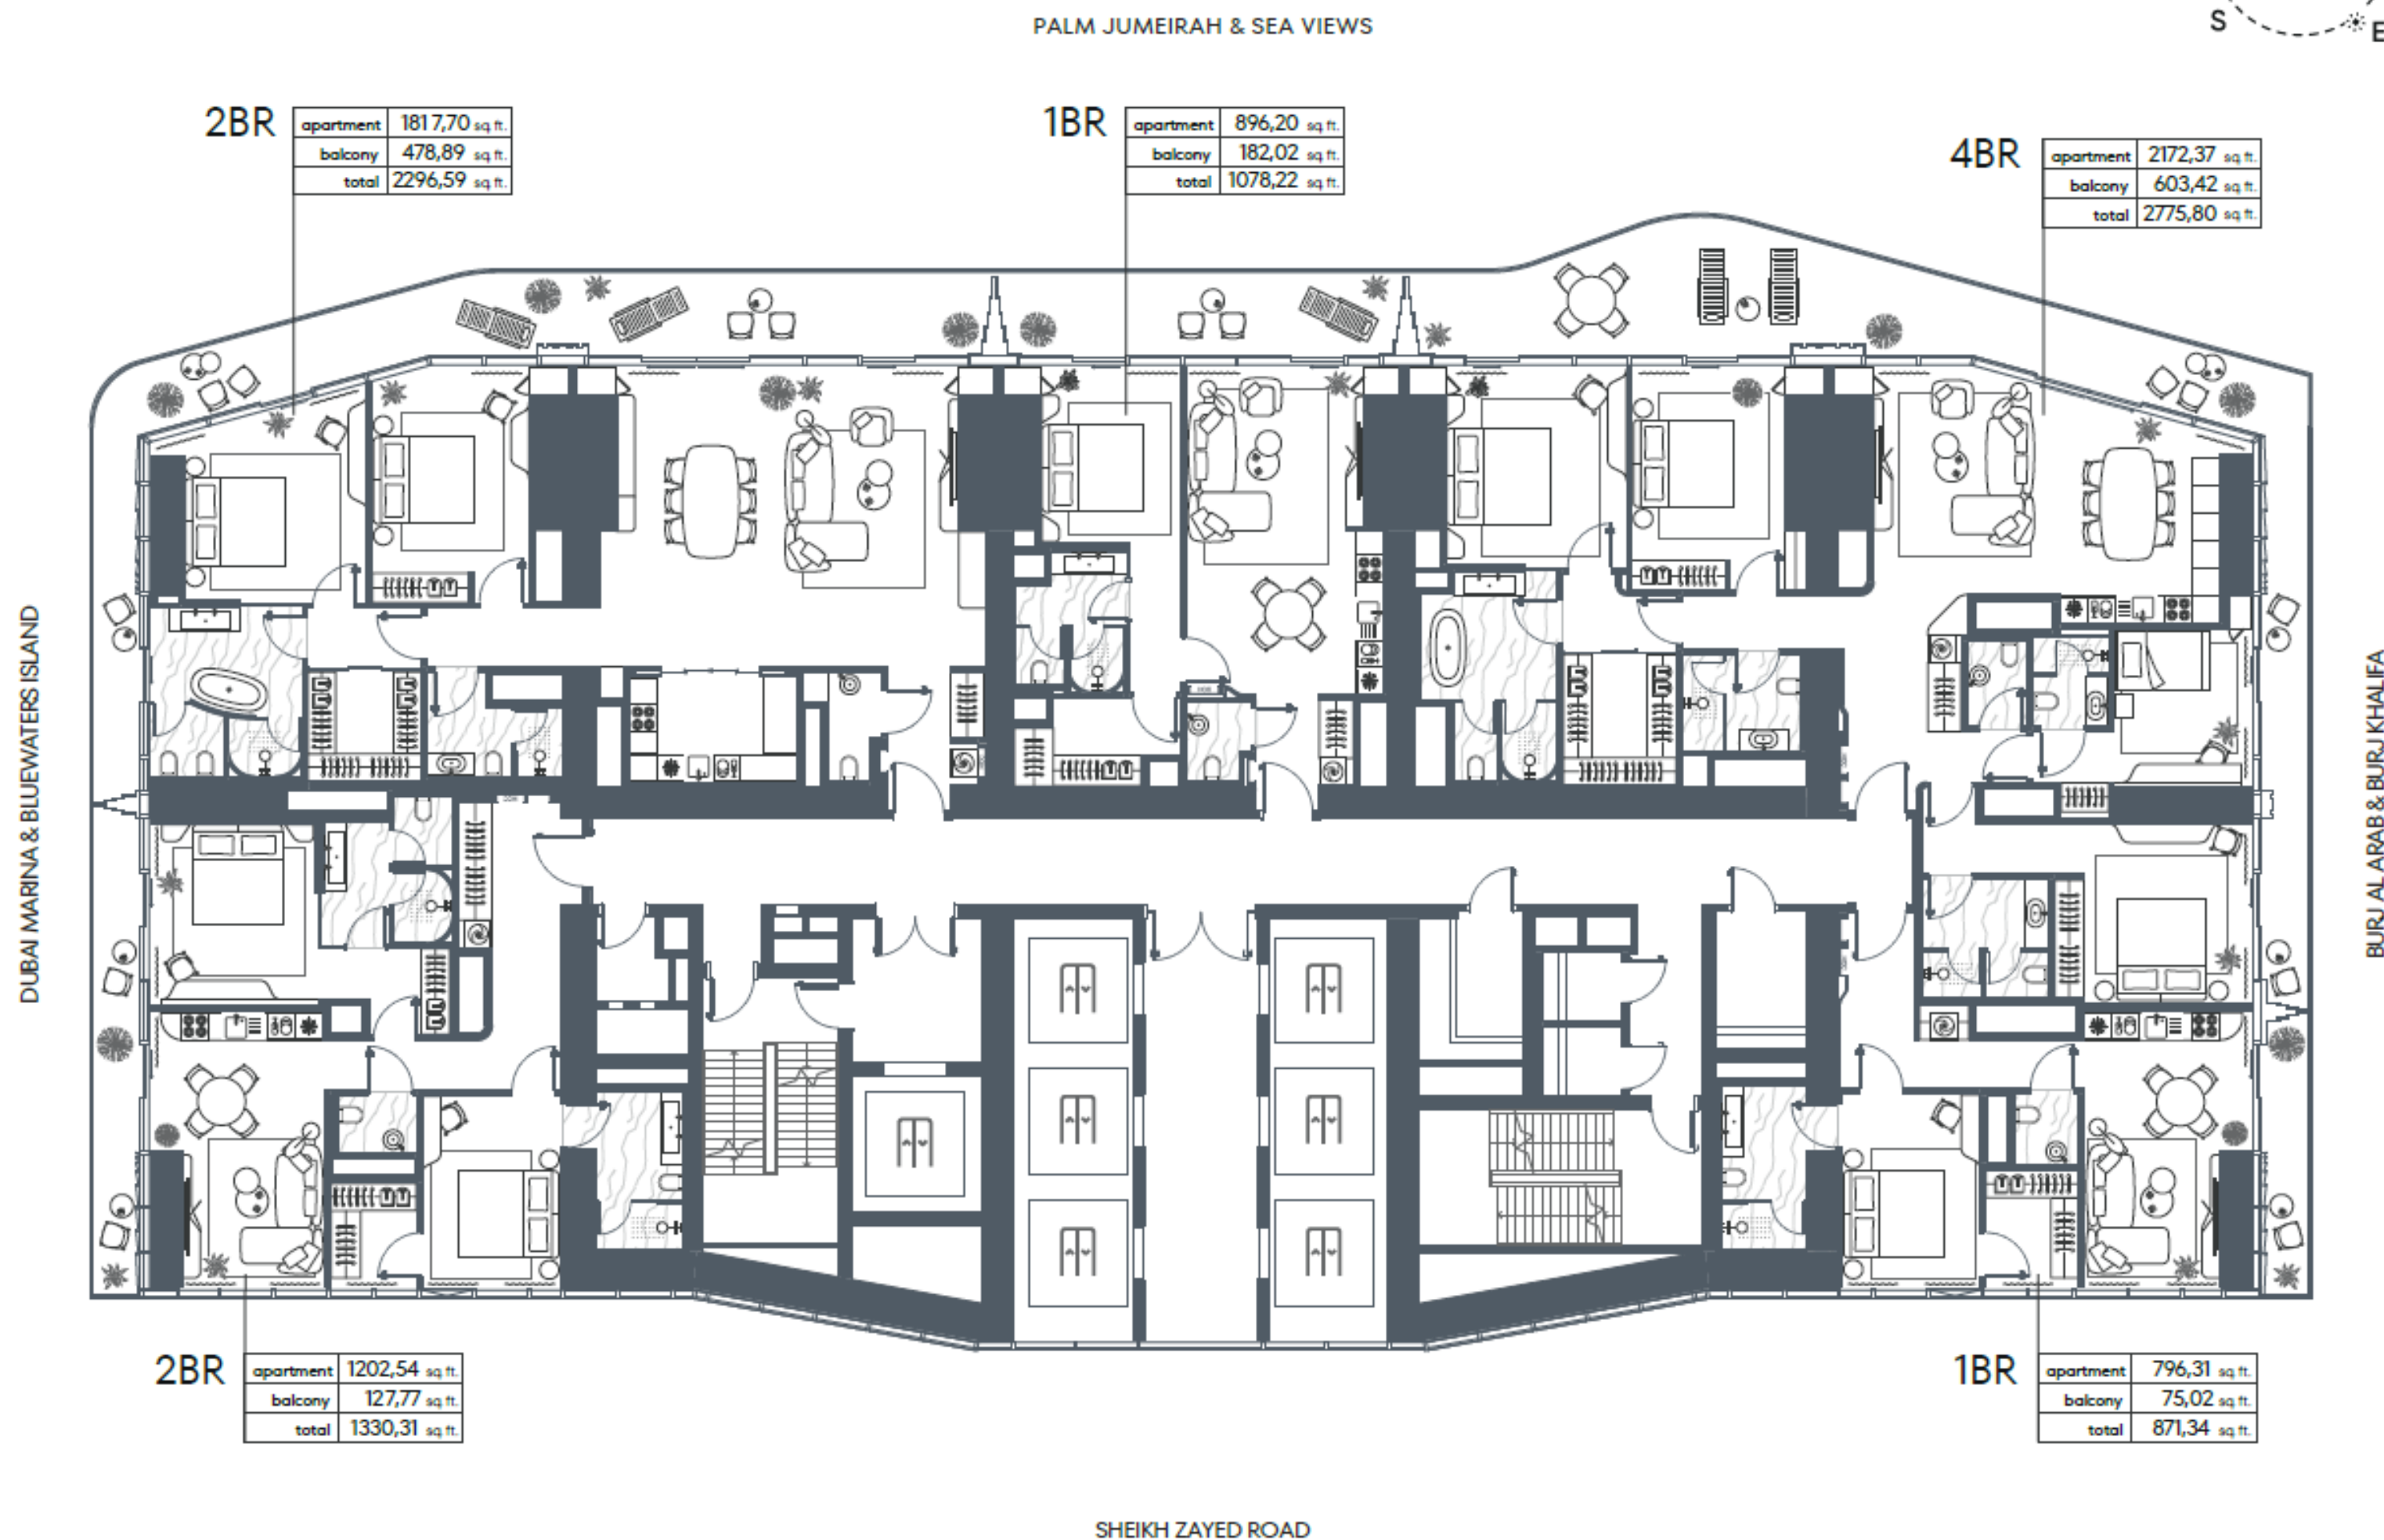 PALM JUMEIRAH & SEA VIEWS
S
E
2BR
apartment 1817,70 sq.ft.
balcony 478,89 sq.ft.
total 2296,59 sq.ft.
1BR
apartment 896,20 sq.ft.
balcony 182,02 sq.ft.
total 1078,22 sq.ft.
4BR
apartment 2172,37 sq.ft.
balcony 603,42 sq.ft.
total 2775,80 sq.ft.
DUBAI MARINA & BLUEWATERS ISLAND
BURJ AL ARAB & BURJ KHALIFA
2BR
apartment 1202,54 sq.ft.
balcony 127,77 sq.ft.
total 1330,31 sq.ft.
1BR
apartment 796,31 sq.ft.
balcony 75,02 sq.ft.
total 871,34 sq.ft.
SHEIKH ZAYED ROAD